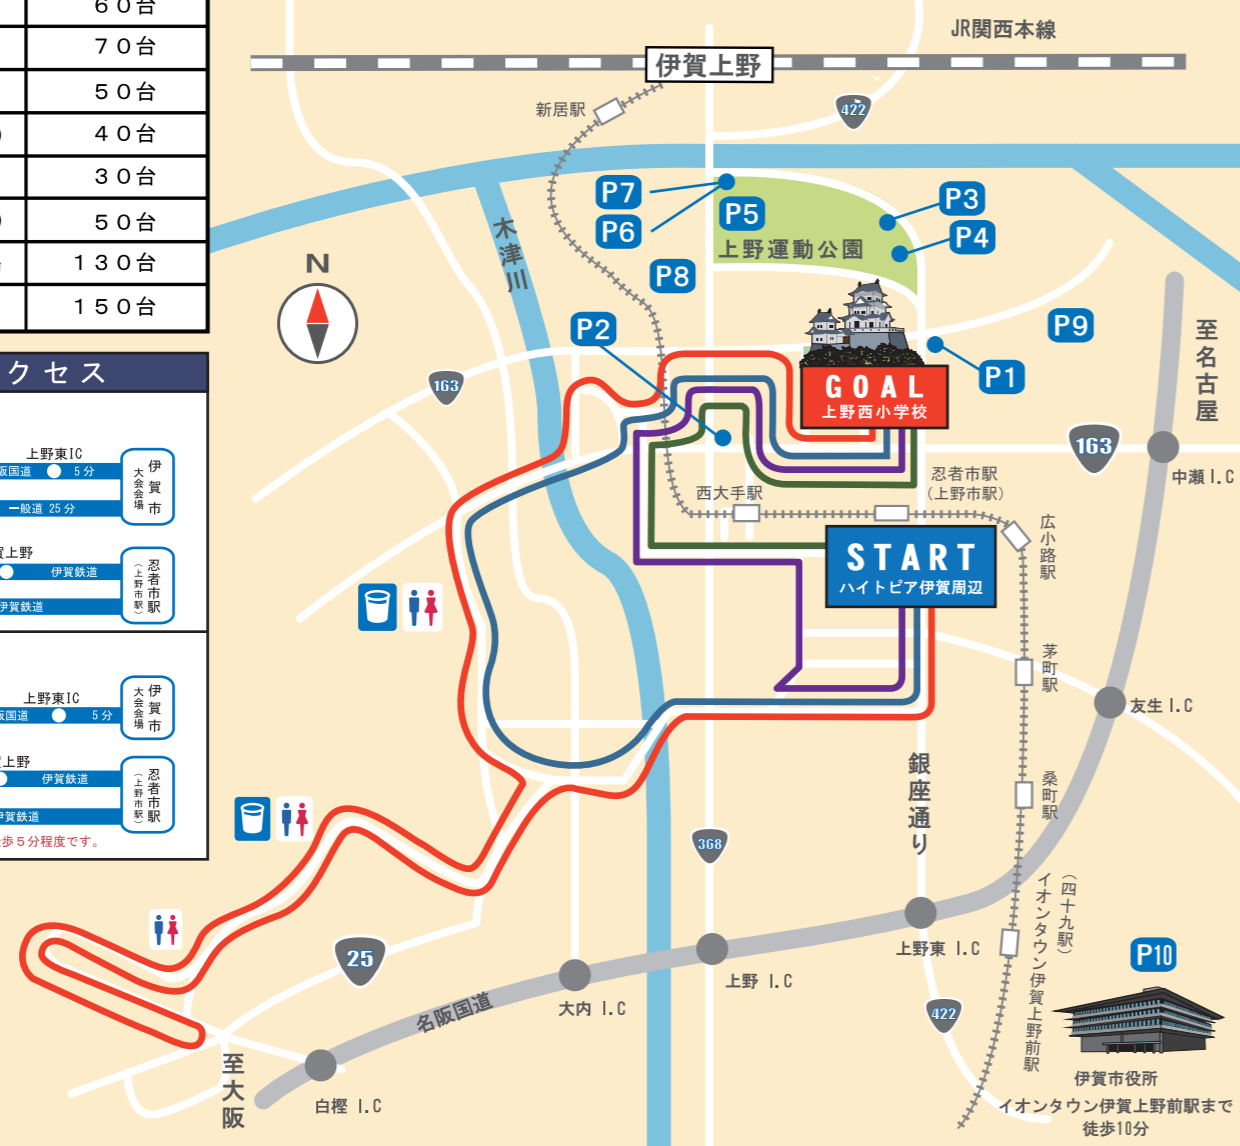 60台
70台
50台
40台
30台
50台
130台
150台
クセス
上野東IC
阪国道 5分
一般道 25分
伊賀市
大会会場
賀上野
伊賀鉄道
伊賀鉄道
忍者市駅
(上野市駅)
上野東IC
阪国道 5分
伊賀市
大会会場
上野
伊賀鉄道
伊賀鉄道
忍者市駅
(上野市駅)
歩5分程度です。
JR関西本線
伊賀上野
新居駅
422
木津川
P7
P6
P5
P3
P4
上野運動公園
N
P8
P2
P9
P1
至名古屋
163
GOAL
上野西小学校
163
中瀬 I.C
西大手駅
忍者市駅
(上野市駅)
広小路駅
START
ハイトピア伊賀周辺
茅町駅
友生 I.C
銀座通り
桑町駅
368
(四十九駅)
イオンタウン伊賀上野前駅
25
上野東 I.C
上野 I.C
大内 I.C
名阪国道
422
P10
至大阪
白樫 I.C
伊賀市役所
イオンタウン伊賀上野前駅まで
徒歩10分